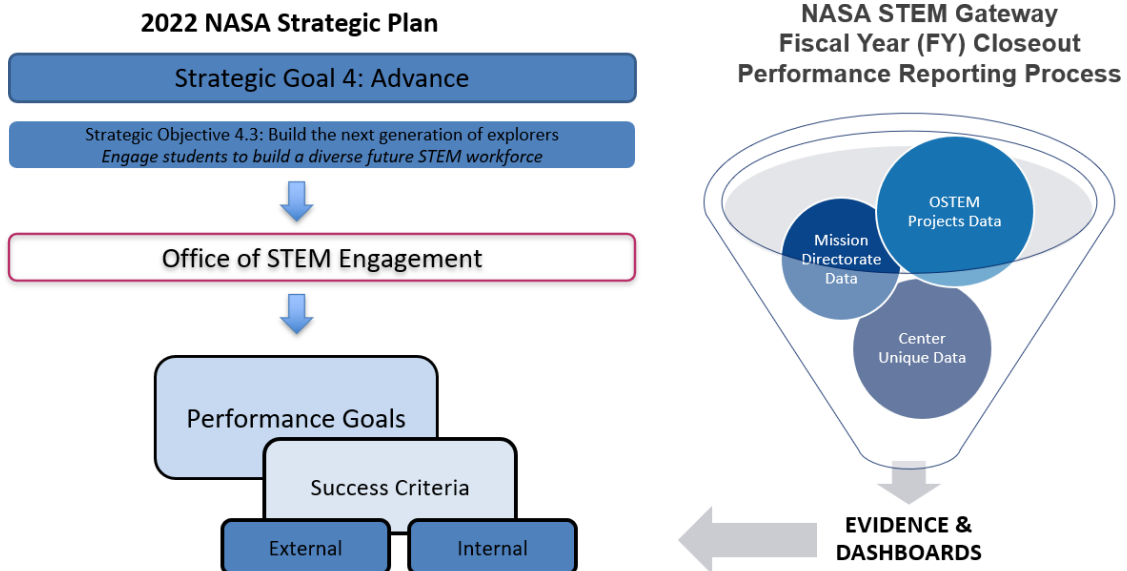 2022 NASA Strategic Plan
Strategic Goal 4: Advance
Strategic Objective 4.3: Build the next generation of explorers
Engage students to build a diverse future STEM workforce
Office of STEM Engagement
Performance Goals
Success Criteria
External
Internal
NASA STEM Gateway
Fiscal Year (FY) Closeout
Performance Reporting Process
OSTEM
Projects Data
Mission
Directorate
Data
Center
Unique Data
EVIDENCE &
DASHBOARDS